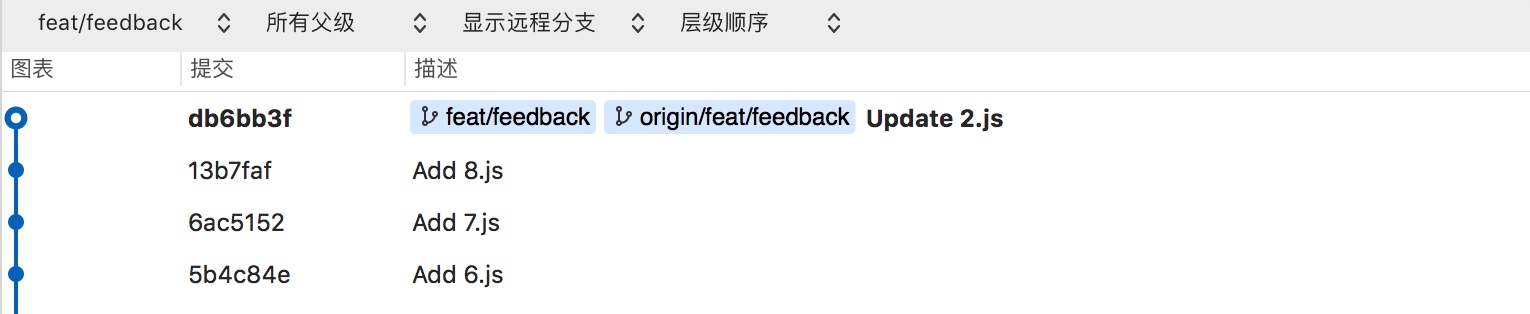 feat/feedback 所有父级 显示远程分支 层级顺序
图表 提交 描述
db6bb3f feat/feedback origin/feat/feedback Update 2.js
13b7faf Add 8.js
6ac5152 Add 7.js
5b4c84e Add 6.js